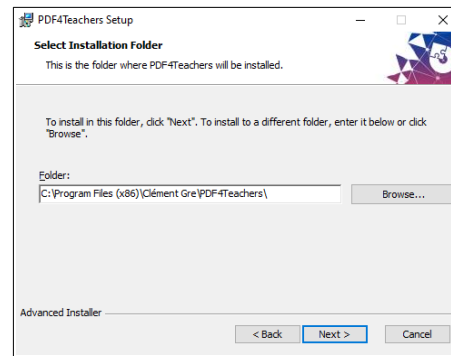 PDF4Teachers Setup
Select Installation Folder
This is the folder where PDF4Teachers will be installed.
To install in this folder, click "Next". To install to a different folder, enter it below or click
"Browse".
Folder:
C:\Program Files (x86)\Clément Gre\PDF4Teachers\
Browse...
Advanced Installer
< Back
Next >
Cancel